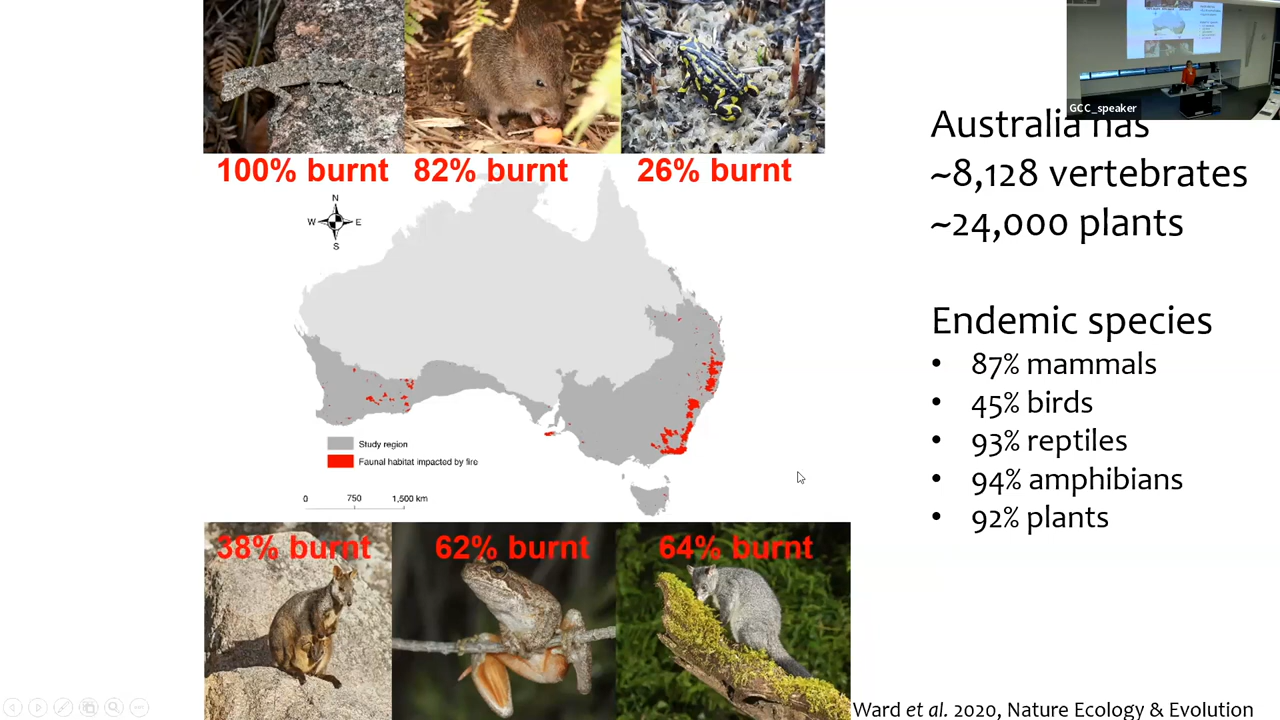 GCC_speaker
100% burnt
82% burnt
26% burnt
N
W
E
S
Study region
Faunal habitat impacted by fire
0
750
1,500 km
38% burnt
62% burnt
64% burnt
Australia has
~8,128 vertebrates
~24,000 plants
Endemic species
• 87% mammals
• 45% birds
• 93% reptiles
• 94% amphibians
• 92% plants
Ward et al. 2020, Nature Ecology & Evolution